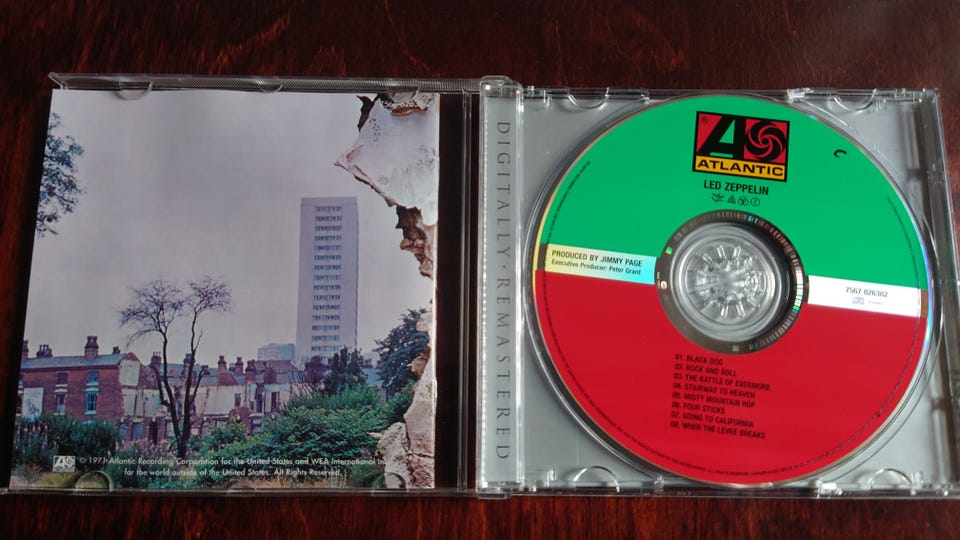 7567-82638-2
© 1971 Atlantic Recording Corporation for the United States and WEA International Inc.
for the world outside of the United States. All Rights Reserved.
DIGITALLY · REMASTERED
®
ATLANTIC
LED ZEPPELIN
PRODUCED BY JIMMY PAGE
Executive Producer: Peter Grant
7567 826382
01. BLACK DOG
02. ROCK AND ROLL
03. THE BATTLE OF EVERMORE
04. STAIRWAY TO HEAVEN
05. MISTY MOUNTAIN HOP
06. FOUR STICKS
07. GOING TO CALIFORNIA
08. WHEN THE LEVEE BREAKS